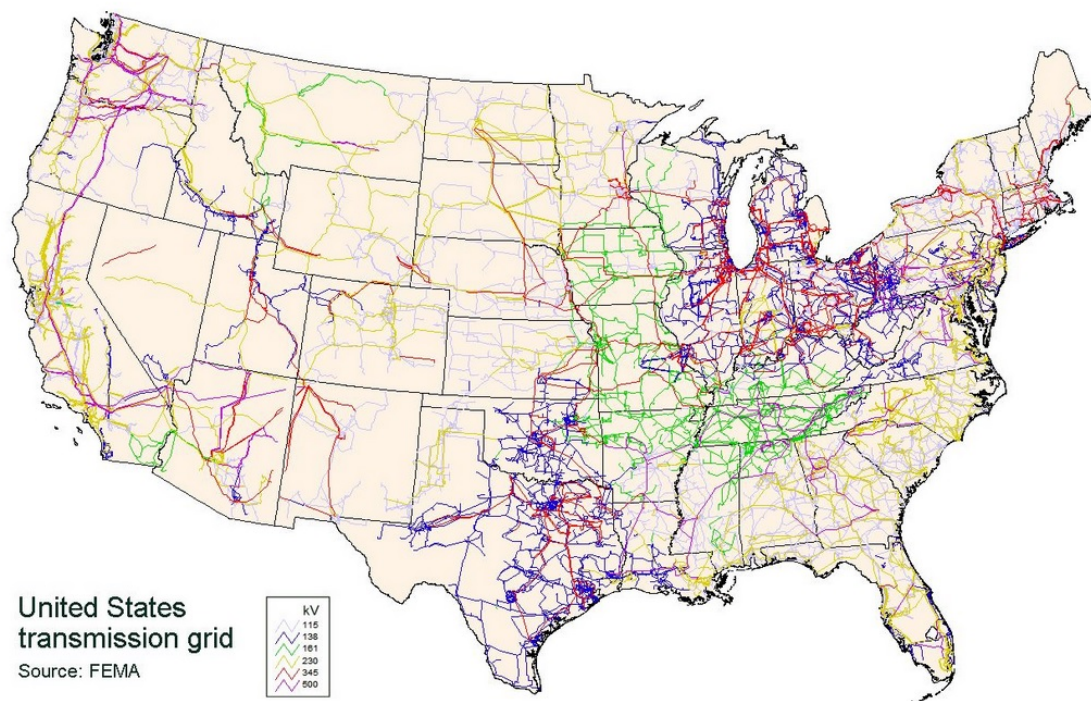 United States
transmission grid
Source: FEMA
kV
115
138
161
230
345
500